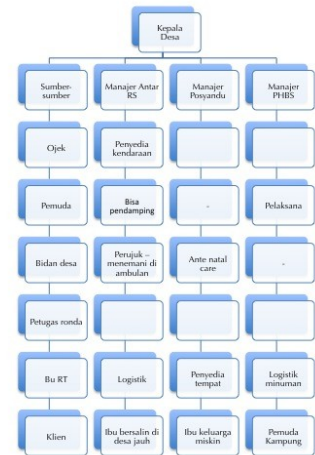 Kepala
Desa
Sumber-
sumber
Manajer Antar
RS
Manajer
Posyandu
Manajer
PHBS
Ojek
Penyedia
kendaraan
Pemuda
Bisa
pendamping
-
Pelaksana
Bidan desa
Perujuk –
menemani di
ambulan
Ante natal
care
-
Petugas ronda
Bu RT
Logistik
Penyedia
tempat
Logistik
minuman
Klien
Ibu bersalin di
desa jauh
Ibu keluarga
miskin
Pemuda
Kampung